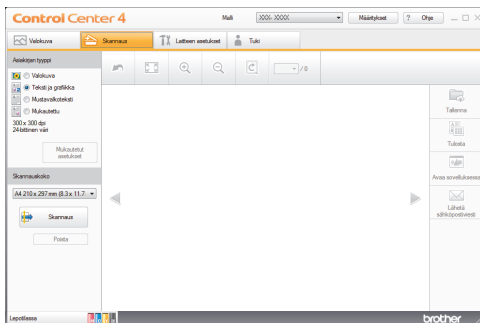 Control Center 4
Malli
XXX- XXXX
Määritykset
?
Ohje
Valokuva
Skannaus
Laitteen asetukset
Tuki
Asiakirjan tyyppi
Valokuva
Teksti ja grafiikka
Mustavalkoteksti
Mukautettu
300 x 300 dpi
24-bittinen väri
Mukautetut
asetukset
Skannauskoko
A4 210 x 297 mm (8.3 x 11.7
Skannaus
Poista
/ 0
Tallenna
Tulosta
Avaa sovelluksessa
Lähetä
sähköpostiviesti
Lepotilassa
brother